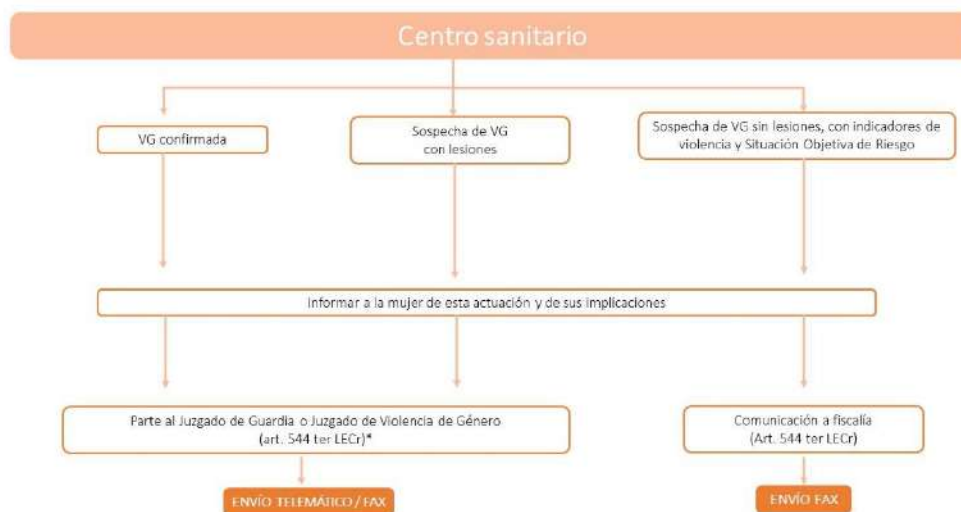 Centro sanitario
VG confirmada
Sospecha de VG
con lesiones
Sospecha de VG sin lesiones, con indicadores de
violencia y Situación Objetiva de Riesgo
Informar a la mujer de esta actuación y de sus implicaciones
Parte al Juzgado de Guardia o Juzgado de Violencia de Género
(art. 544 ter LECr)*
Comunicación a fiscalía
(Art. 544 ter LECr)
ENVÍO TELEMÁTICO / FAX
ENVÍO FAX